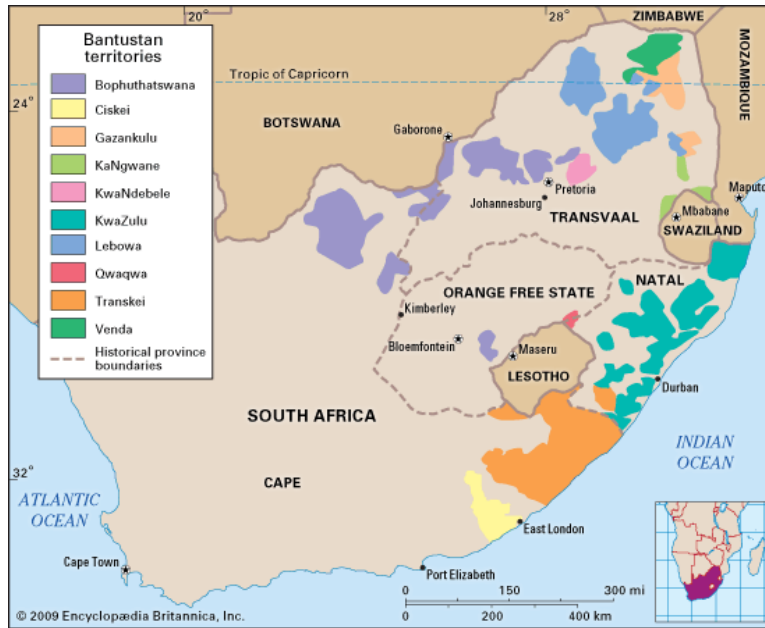 20°
28°
ZIMBABWE
MOZAMBIQUE
Bantustan
territories
Bophuthatswana
Ciskei
Gazankulu
KaNgwane
KwaNdebele
KwaZulu
Lebowa
Qwaqwa
Transkei
Venda
Historical province
boundaries
Tropic of Capricorn
24°
BOTSWANA
Gaborone
Pretoria
Johannesburg
TRANSVAAL
Maputo
Mbabane
SWAZILAND
NATAL
ORANGE FREE STATE
Kimberley
Bloemfontein
Maseru
LESOTHO
Durban
SOUTH AFRICA
INDIAN
OCEAN
32°
CAPE
ATLANTIC
OCEAN
East London
Cape Town
Port Elizabeth
0 150 300 mi
0 200 400 km
© 2009 Encyclopædia Britannica, Inc.